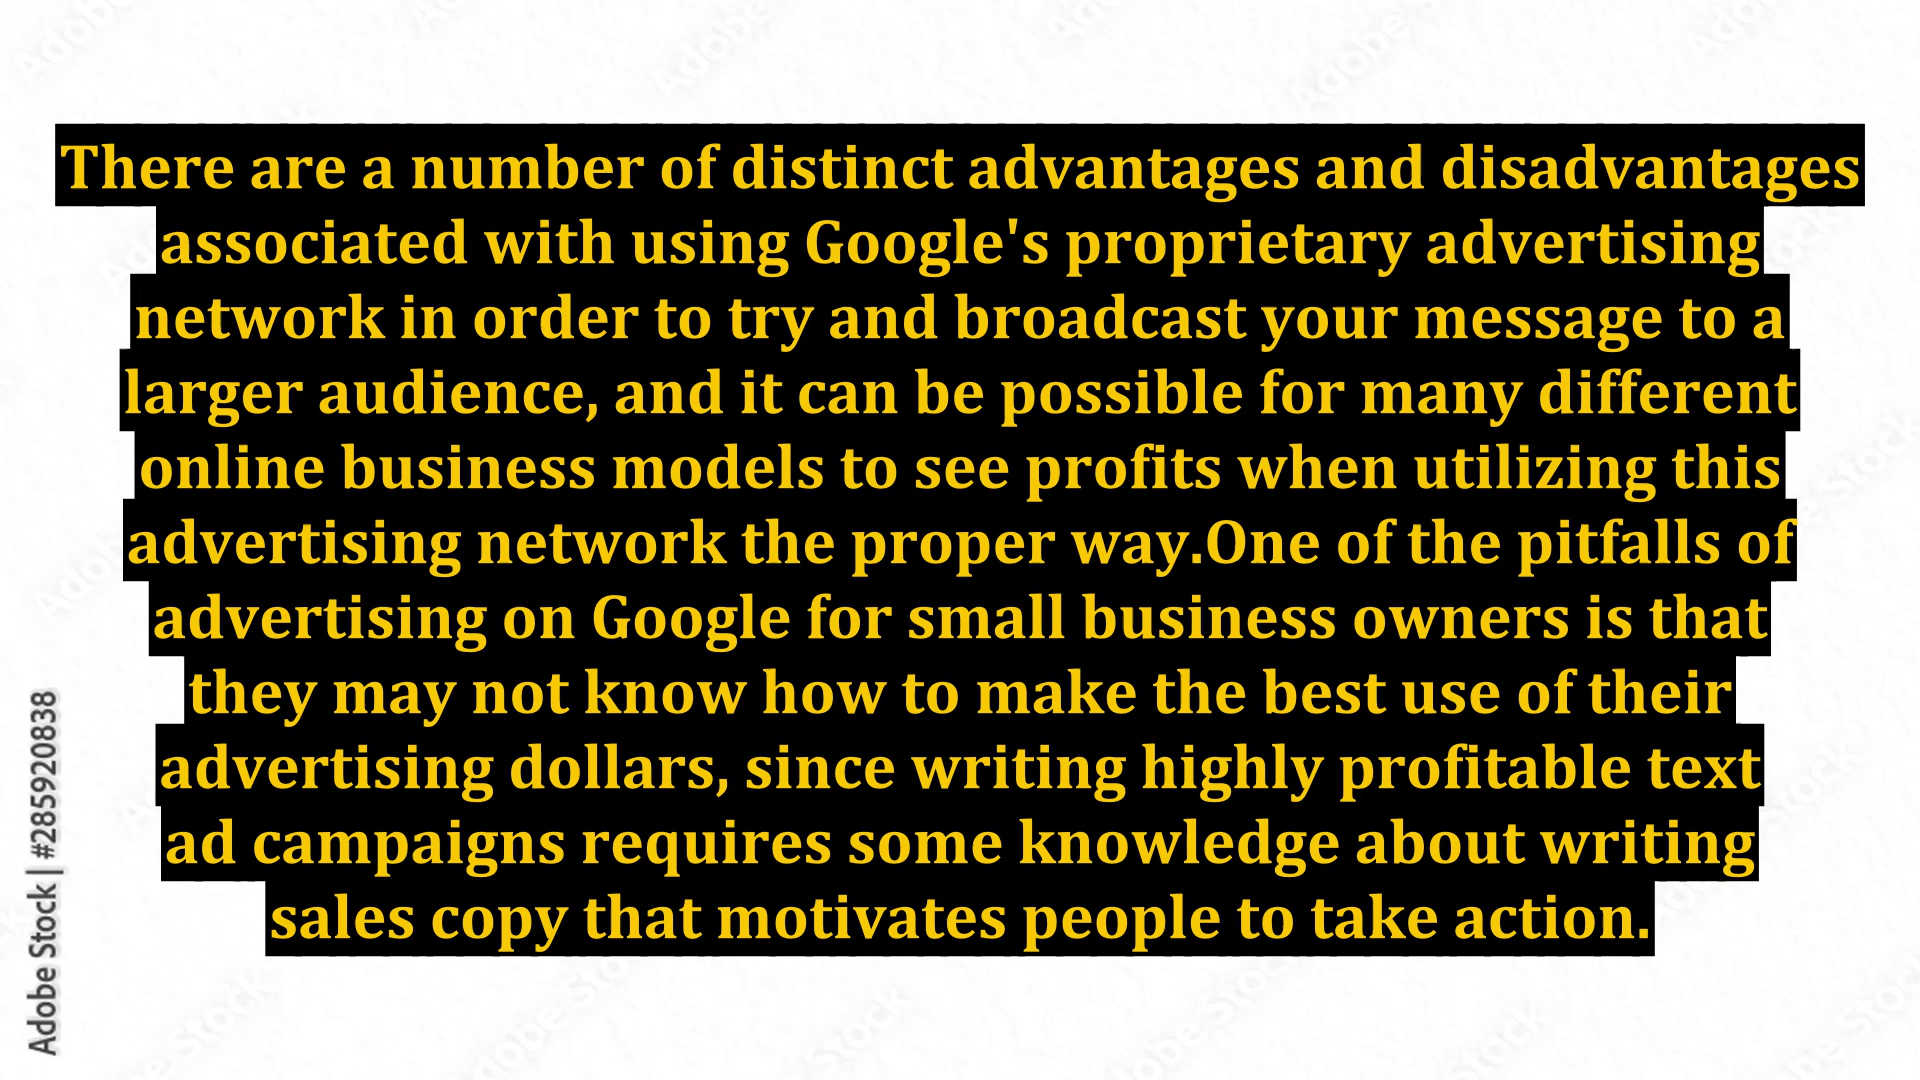 There are a number of distinct advantages and disadvantages
associated with using Google's proprietary advertising
network in order to try and broadcast your message to a
larger audience, and it can be possible for many different
online business models to see profits when utilizing this
advertising network the proper way.One of the pitfalls of
advertising on Google for small business owners is that
they may not know how to make the best use of their
advertising dollars, since writing highly profitable text
ad campaigns requires some knowledge about writing
sales copy that motivates people to take action.
Adobe Stock | #285920838